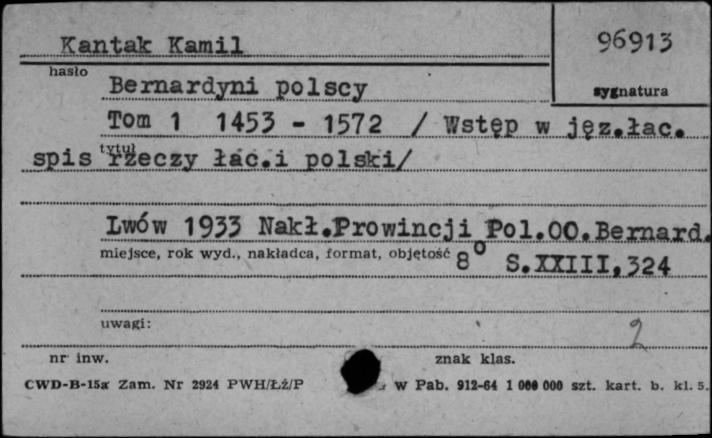 Kantak Kamil
96913
hasło
sygnatura
Bernardyni polscy
Tom 1 1453 - 1572 / Wstęp w jęz.łac.
tytuł
spis rzeczy łac.i polski/
Lwów 1933 Nakł.Prowincji Pol.OO.Bernard.
miejsce, rok wyd., nakładca, format, objętość
8° S.XXIII,324
uwagi:
2
nr inw.
znak klas.
CWD-B-15a Zam. Nr 2924 PWH/Łż/P
w Pab. 912-64 1 000 000 szt. kart. b. kl. 5.